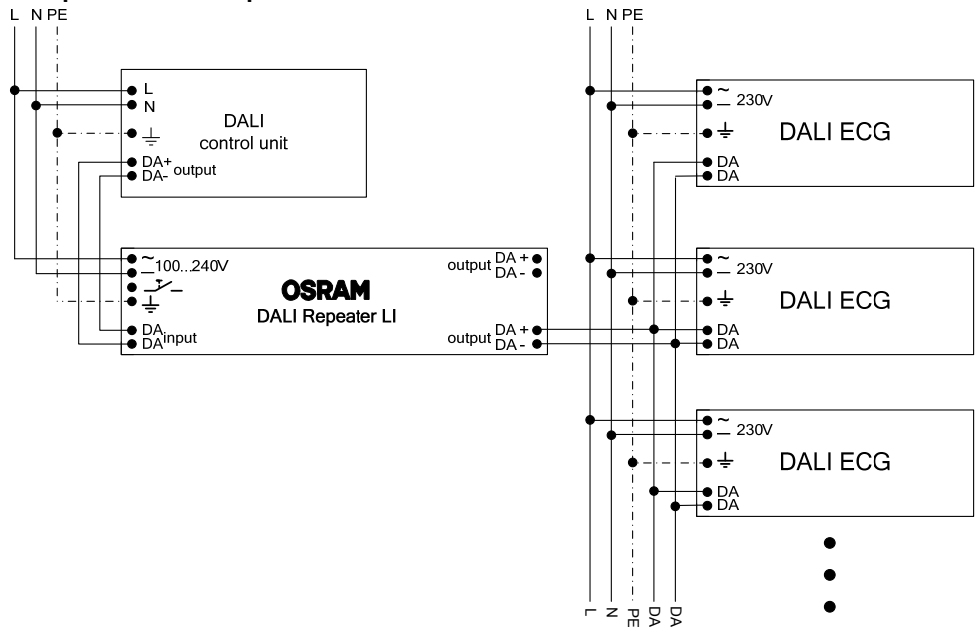 L N PE
L
N
DALI
control unit
DA+
DA-
output
~
100...240V
OSRAM
DALI Repeater LI
DA
DA
input
output
DA +
DA -
output
DA +
DA -
L N PE
~
230V
DALI ECG
DA
DA
~
230V
DALI ECG
DA
DA
~
230V
DALI ECG
DA
DA
L
N
PE
DA
DA